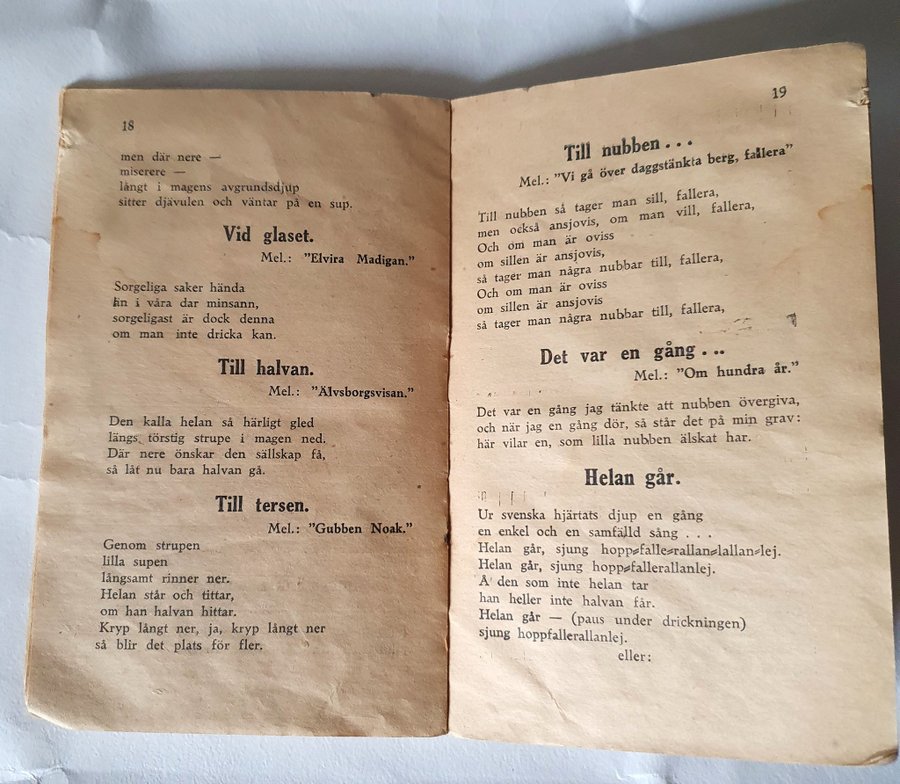 18
men där nere —
miserere —
långt i magens avgrundsdjup
sitter djävulen och väntar på en sup.
Vid glaset.
Mel.: "Elvira Madigan."
Sorgeliga saker hända
än i våra dar minsann,
sorgeligast är dock denna
om man inte dricka kan.
Till halvan.
Mel.: "Älvsborgsvisan."
Den kalla helan så härligt gled
längs törstig strupe i magen ned.
Där nere önskar den sällskap få,
så låt nu bara halvan gå.
Till tersen.
Mel.: "Gubben Noak."
Genom strupen
lilla supen
långsamt rinner ner.
Helan står och tittar,
om han halvan hittar.
Kryp långt ner, ja, kryp långt ner
så blir det plats för fler.
19
Till nubben . . .
Mel.: "Vi gå över daggstänkta berg, fallera"
Till nubben så tager man sill, fallera,
men också ansjovis, om man vill, fallera,
Och om man är oviss
om sillen är ansjovis,
så tager man några nubbar till, fallera,
Och om man är oviss
om sillen är ansjovis
så tager man några nubbar till, fallera,
Det var en gång . . .
Mel.: "Om hundra år."
Det var en gång jag tänkte att nubben övergiva,
och när jag en gång dör, så står det på min grav:
här vilar en, som lilla nubben älskat har.
Helan går.
Ur svenska hjärtats djup en gång
en enkel och en samfälld sång . . .
Helan går, sjung hopp-falle-rallan-lallan-lej.
Helan går, sjung hopp-fallerallanlej.
Å den som inte helan tar
han heller inte halvan får.
Helan går — (paus under drickningen)
sjung hoppfallerallanlej.
eller: